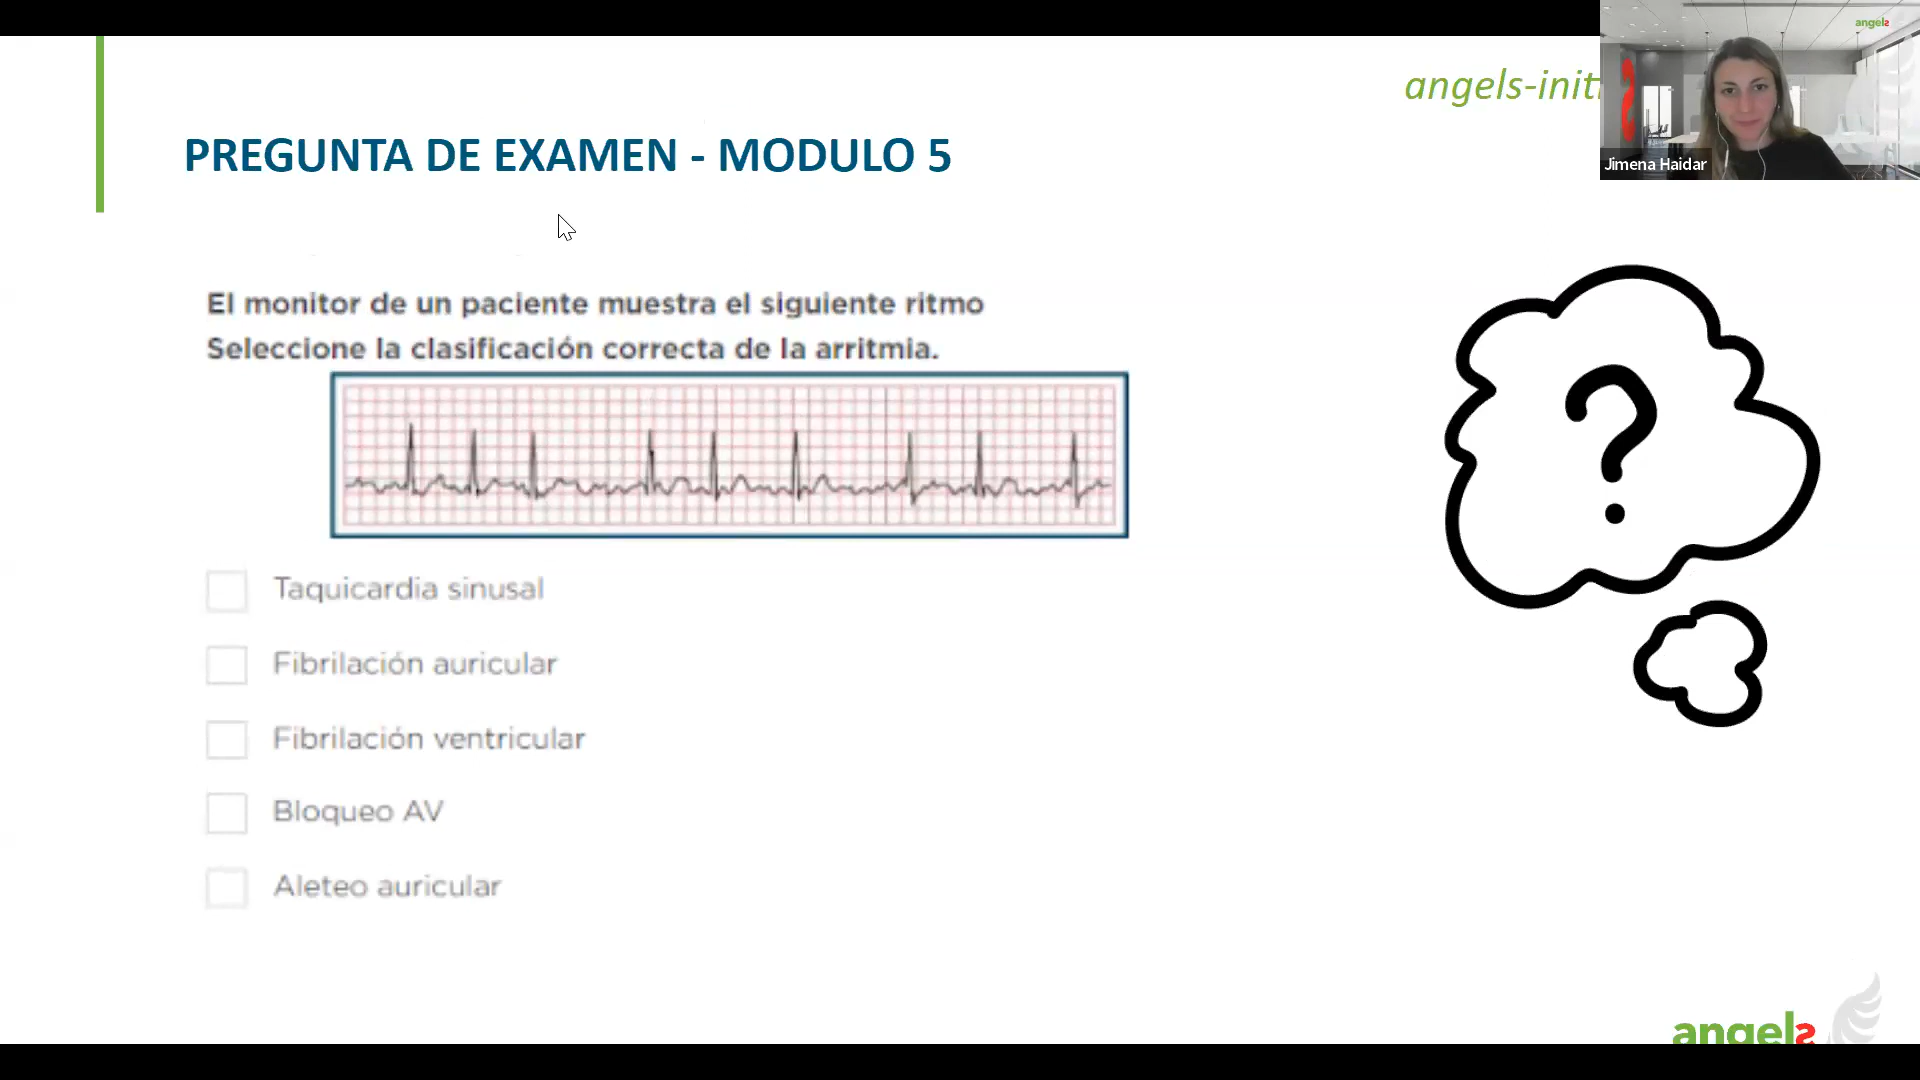 angels
angels-initi
Jimena Haidar
PREGUNTA DE EXAMEN - MODULO 5
El monitor de un paciente muestra el siguiente ritmo
Seleccione la clasificación correcta de la arritmia.
?
Taquicardia sinusal
Fibrilación auricular
Fibrilación ventricular
Bloqueo AV
Aleteo auricular
angels